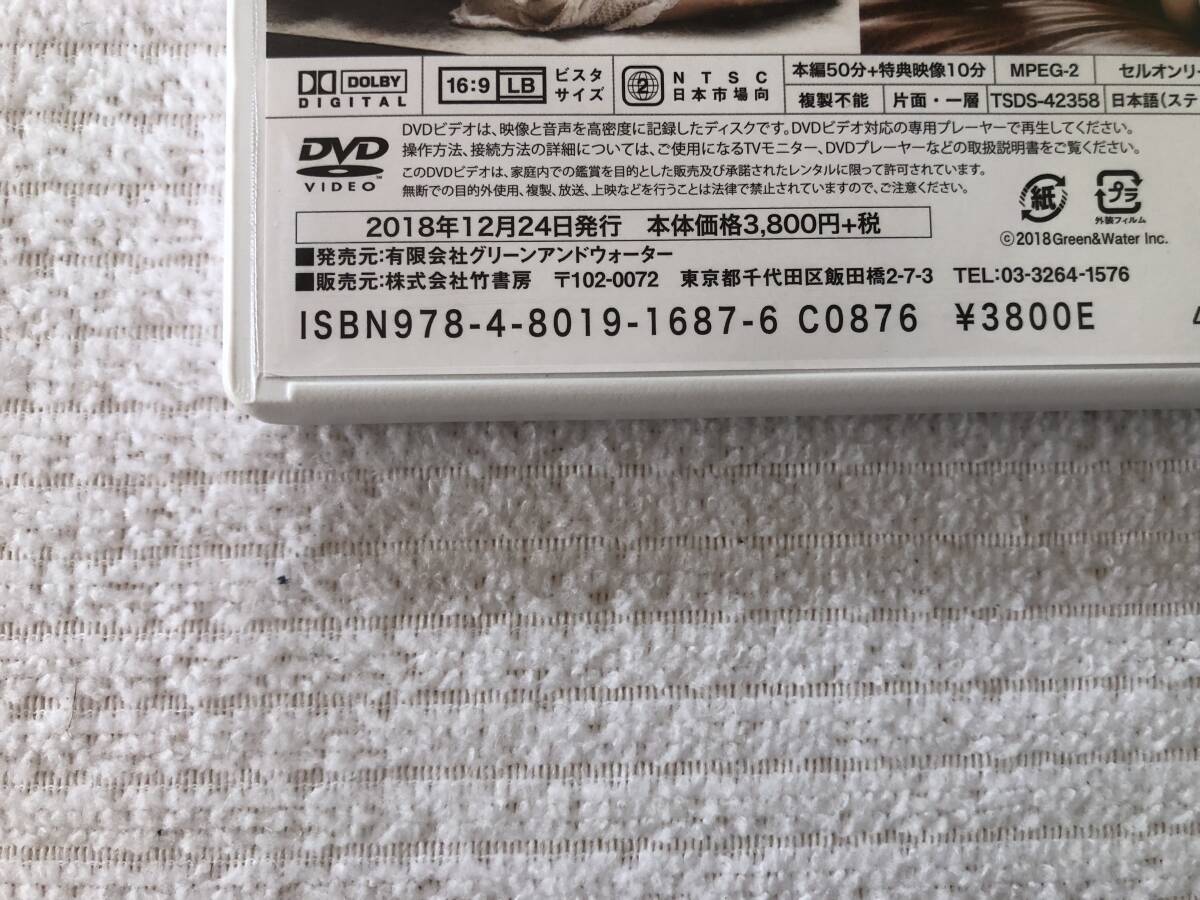 DOLBY DIGITAL 16:9 LB ビスタサイズ 2 NTSC 日本市場向 本編50分+特典映像10分 MPEG-2 セルオンリー
複製不能 片面・一層 TSDS-42358 日本語(ステ
DVD VIDEO
DVDビデオは、映像と音声を高密度に記録したディスクです。DVDビデオ対応の専用プレーヤーで再生してください。
操作方法、接続方法の詳細については、ご使用になるTVモニター、DVDプレーヤーなどの取扱説明書をご覧ください。
このDVDビデオは、家庭内での鑑賞を目的とした販売及び承諾されたレンタルに限って許可されています。
無断での目的外使用、複製、放送、上映などを行うことは法律で禁止されていますので、ご注意ください。
紙 プラ
外装フィルム
2018年12月24日発行 本体価格3,800円+税
©2018Green&Water Inc.
■発売元:有限会社グリーンアンドウォーター
■販売元:株式会社竹書房 〒102-0072 東京都千代田区飯田橋2-7-3 TEL:03-3264-1576
ISBN978-4-8019-1687-6 C0876 ¥3800E